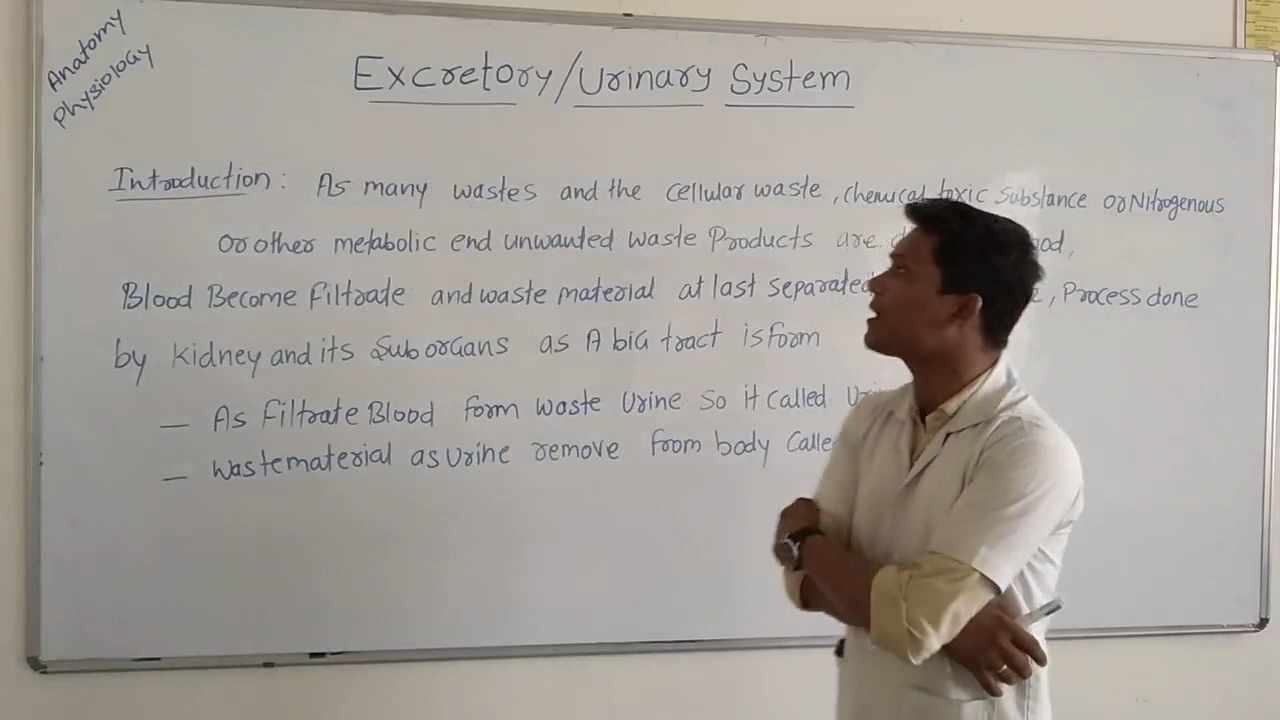 Anatomy
Physiology
Excretory/Urinary System
Introduction: As many wastes and the cellular waste, chemical toxic substance or Nitrogenous
or other metabolic end unwanted waste Products are
Blood Become filtrate and waste material at last separated , Process done
by kidney and its Sub organs as A big tract is form
— As filtrate Blood form waste Urine so it called
— Waste material as Urine remove from body